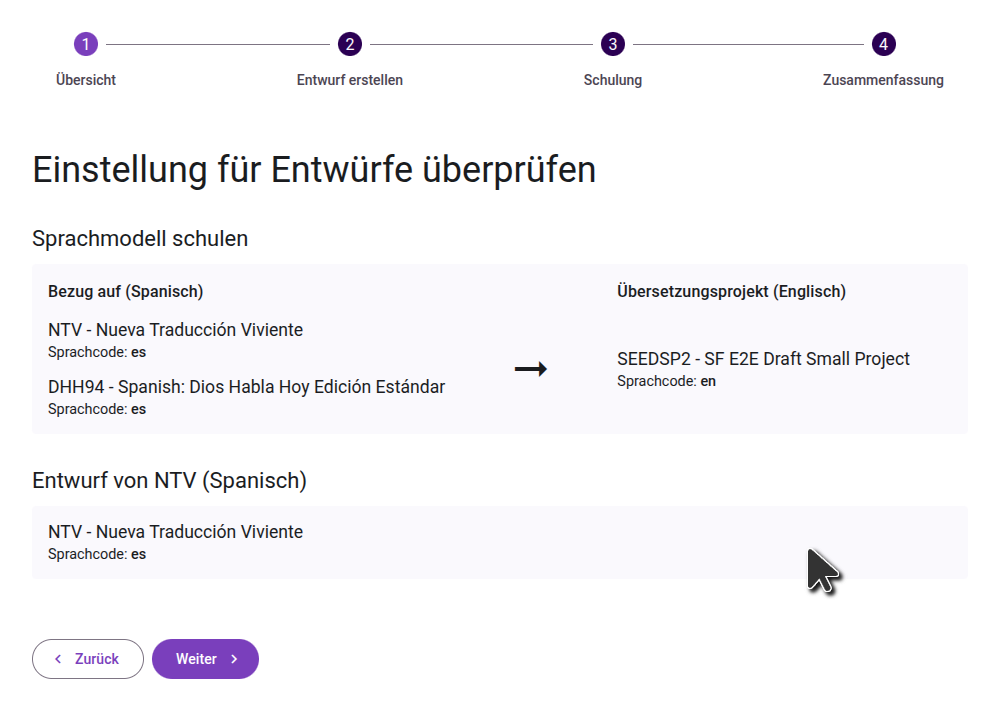 1
2
3
4
Übersicht
Entwurf erstellen
Schulung
Zusammenfassung
Einstellung für Entwürfe überprüfen
Sprachmodell schulen
Bezug auf (Spanisch)
NTV - Nueva Traducción Viviente
Sprachcode: es
DHH94 - Spanish: Dios Habla Hoy Edición Estándar
Sprachcode: es
Übersetzungsprojekt (Englisch)
SEEDSP2 - SF E2E Draft Small Project
Sprachcode: en
Entwurf von NTV (Spanisch)
NTV - Nueva Traducción Viviente
Sprachcode: es
Zurück
Weiter